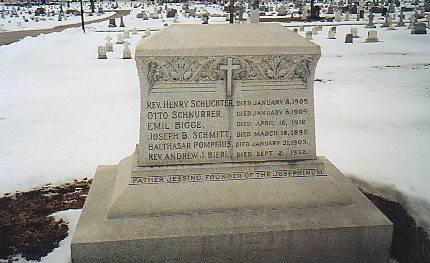 REV. HENRY SCHLICHTER, DIED JANUARY 8, 1905
OTTO SCHNURRER, DIED JANUARY 6, 1905
EMIL BIGGE, DIED APRIL 16, 1910.
JOSEPH B. SCHMITT, DIED MARCH 18, 1892
BALTHASAR POMPEIUS, DIED JANUARY 31, 1903.
REV ANDREW J. BIERL, DIED SEPT. 2, 1932.
FATHER JESSING, FOUNDER OF THE JOSEPHINUM